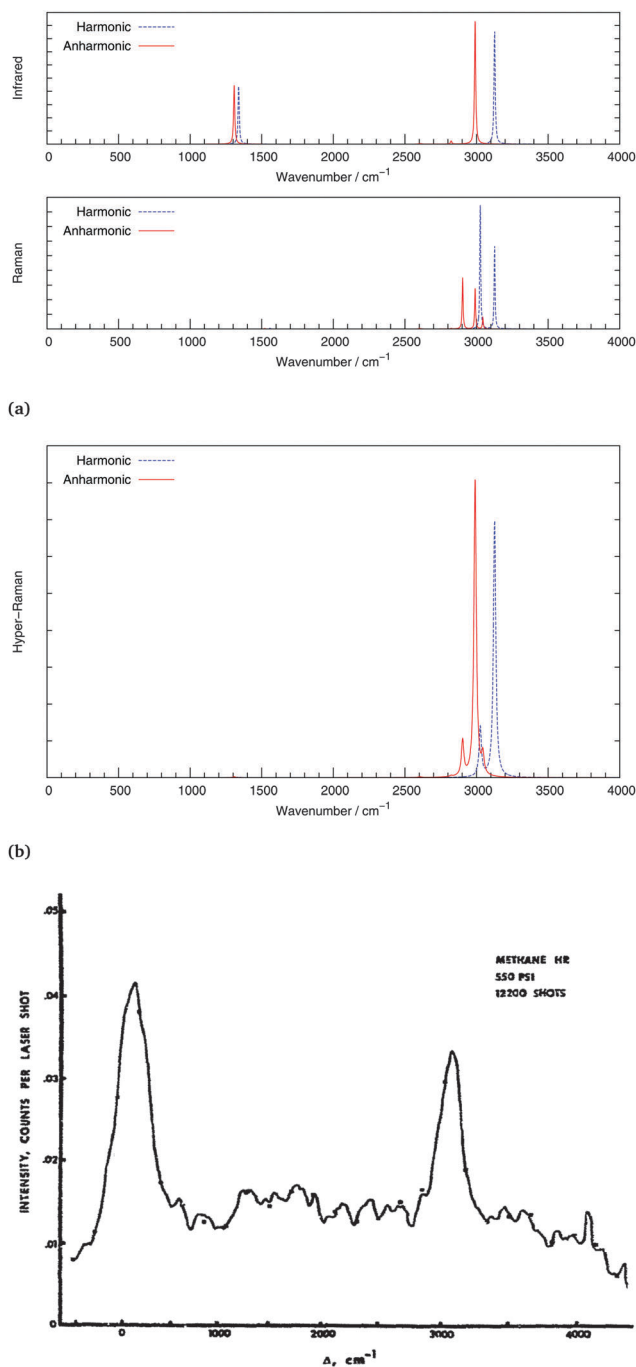 Harmonic
Anharmonic
Infrared
0 500 1000 1500 2000 2500 3000 3500 4000
Wavenumber / cm−1
Harmonic
Anharmonic
Raman
0 500 1000 1500 2000 2500 3000 3500 4000
Wavenumber / cm−1
(a)
Harmonic
Anharmonic
Hyper−Raman
0 500 1000 1500 2000 2500 3000 3500 4000
Wavenumber / cm−1
(b)
.05
METHANE HR
550 PSI
12200 SHOTS
.04
.03
.02
.01
0
INTENSITY, COUNTS PER LASER SHOT
0 1000 2000 3000 4000
Δ, cm-1